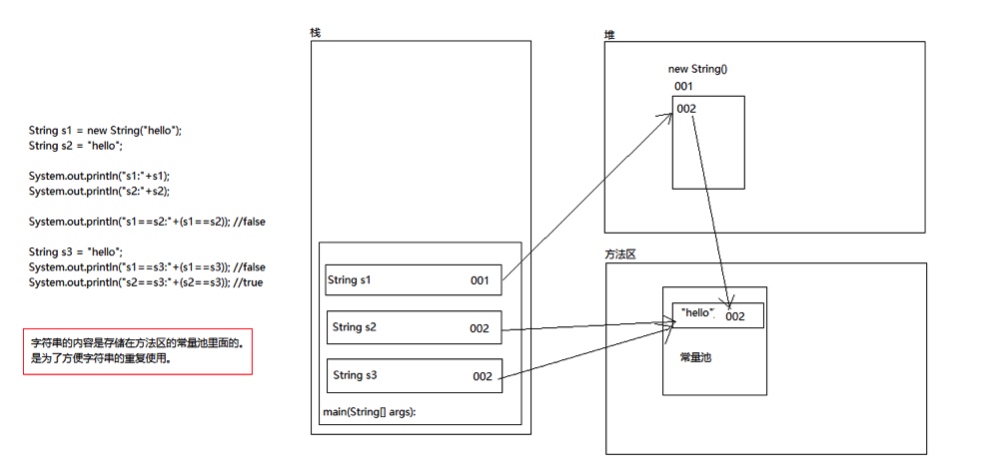 String s1 = new String("hello");
String s2 = "hello";
System.out.println("s1:"+s1);
System.out.println("s2:"+s2);
System.out.println("s1==s2:"+(s1==s2)); //false
String s3 = "hello";
System.out.println("s1==s3:"+(s1==s3)); //false
System.out.println("s2==s3:"+(s2==s3)); //true
字符串的内容是存储在方法区的常量池里面的。
是为了方便字符串的重复使用。
栈
String s1 001
String s2 002
String s3 002
main(String[] args):
堆
new String()
001
002
方法区
"hello" 002
常量池